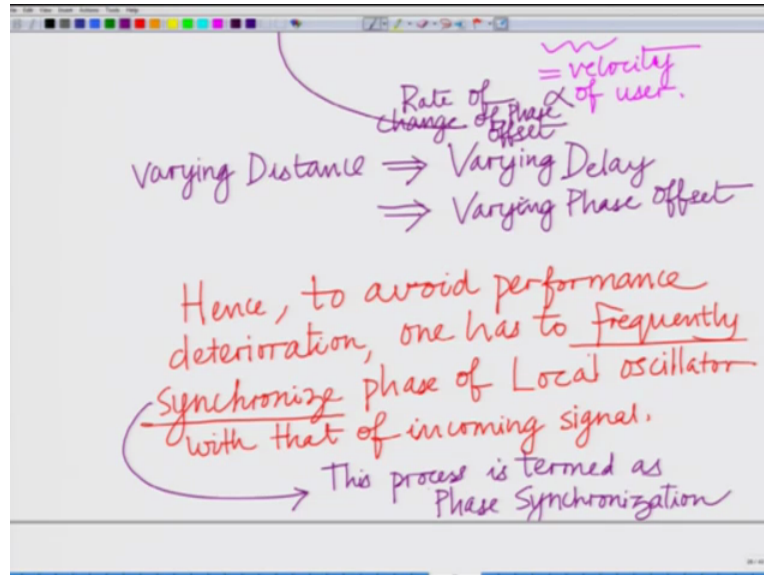 = velocity
of user.
Rate of ∝
change of Phase
offset
Varying Distance ⇒ Varying Delay
⇒ Varying Phase offset
Hence, to avoid performance
deteriorration, one has to frequently
synchronize phase of Local oscillator
with that of incoming signal.
This process is termed as
Phase Synchronization